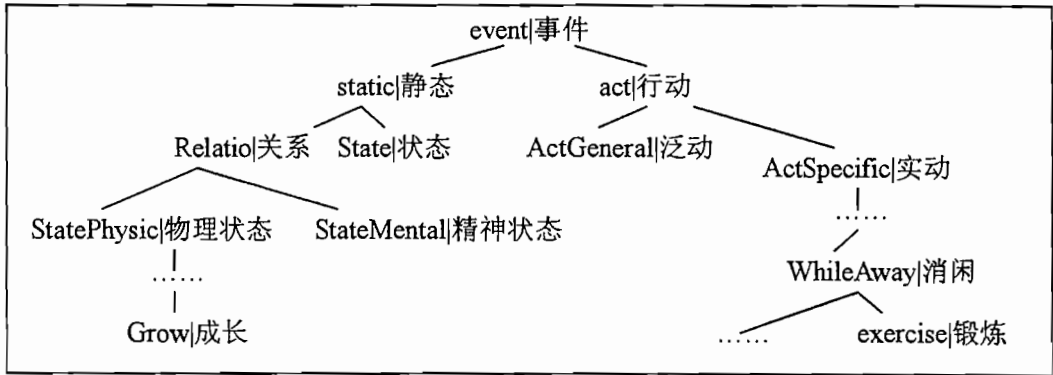 event|事件
static|静态 act|行动
Relatio|关系 State|状态 ActGeneral|泛动
ActSpecific|实动
StatePhysic|物理状态 StateMental|精神状态 ……
…… WhileAway|消闲
Grow|成长 …… exercise|锻炼